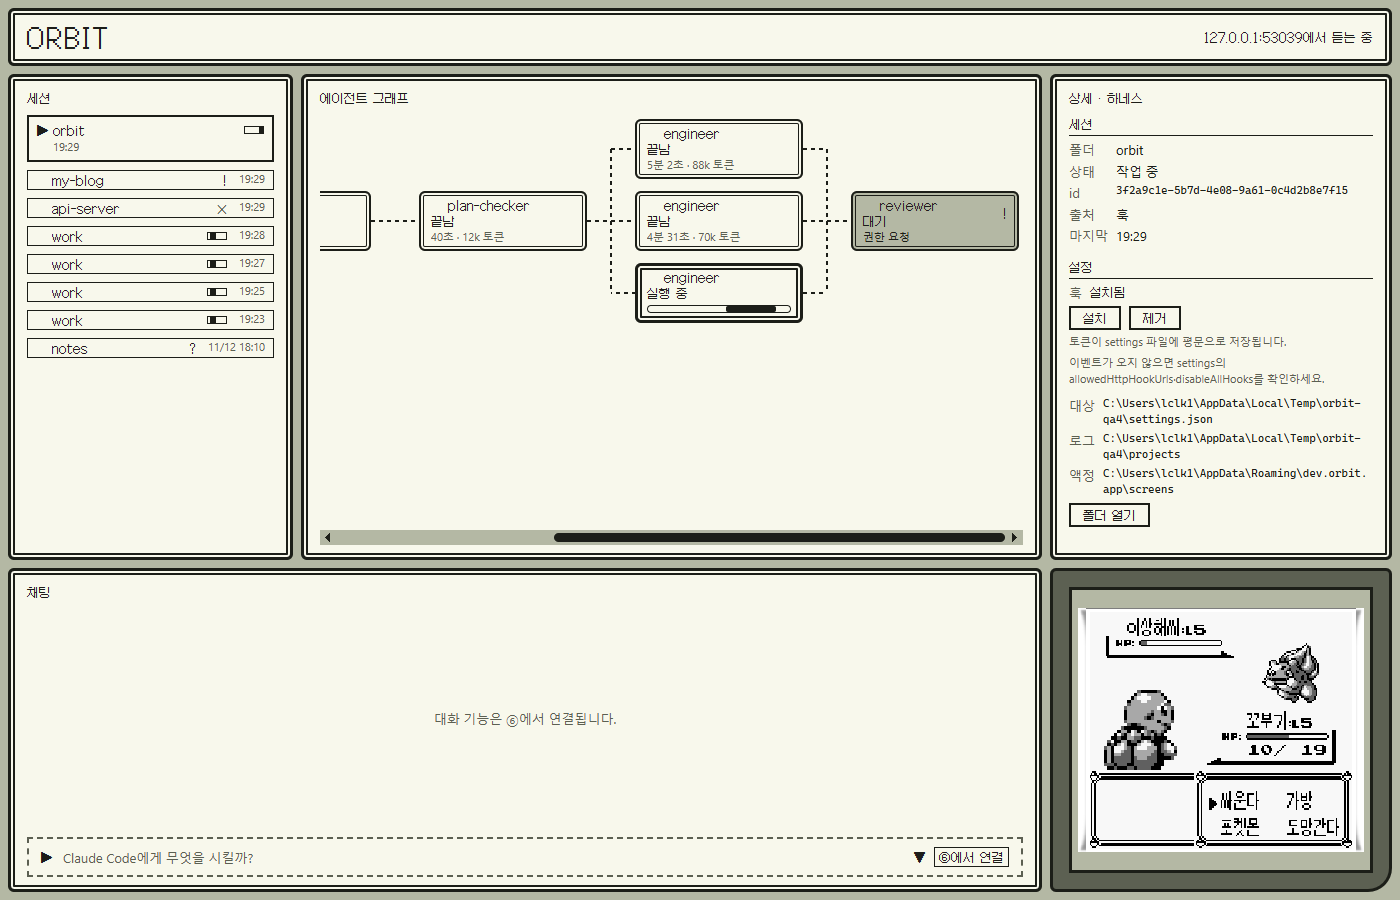 ORBIT
127.0.0.1:53039에서 듣는 중
세션
▶ orbit
19:29
my-blog ! 19:29
api-server × 19:29
work 19:28
work 19:27
work 19:25
work 19:23
notes ? 11/12 18:10
에이전트 그래프
plan-checker
끝남
40초 · 12k 토큰
engineer
끝남
5분 2초 · 88k 토큰
engineer
끝남
4분 31초 · 70k 토큰
engineer
실행 중
reviewer !
대기
권한 요청
상세 · 하네스
세션
폴더 orbit
상태 작업 중
id 3f2a9c1e-5b7d-4e08-9a61-0c4d2b8e7f15
출처 훅
마지막 19:29
설정
훅 설치됨
설치 제거
토큰이 settings 파일에 평문으로 저장됩니다.
이벤트가 오지 않으면 settings의
allowedHttpHookUrls·disableAllHooks를 확인하세요.
대상 C:\Users\lclk1\AppData\Local\Temp\orbit-
qa4\settings.json
로그 C:\Users\lclk1\AppData\Local\Temp\orbit-
qa4\projects
액정 C:\Users\lclk1\AppData\Roaming\dev.orbit.
app\screens
폴더 열기
채팅
대화 기능은 ⑥에서 연결됩니다.
▶ Claude Code에게 무엇을 시킬까? ▼ ⑥에서 연결
이상해씨:L5
HP:
꼬부기:L5
HP:
10/ 19
▶싸운다 가방
포켓몬 도망간다